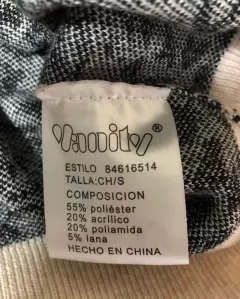 Vanity®
ESTILO 84616514
TALLA:CH/S
COMPOSICION
55% poliéster
20% acrílico
20% poliamida
5% lana
HECHO EN CHINA